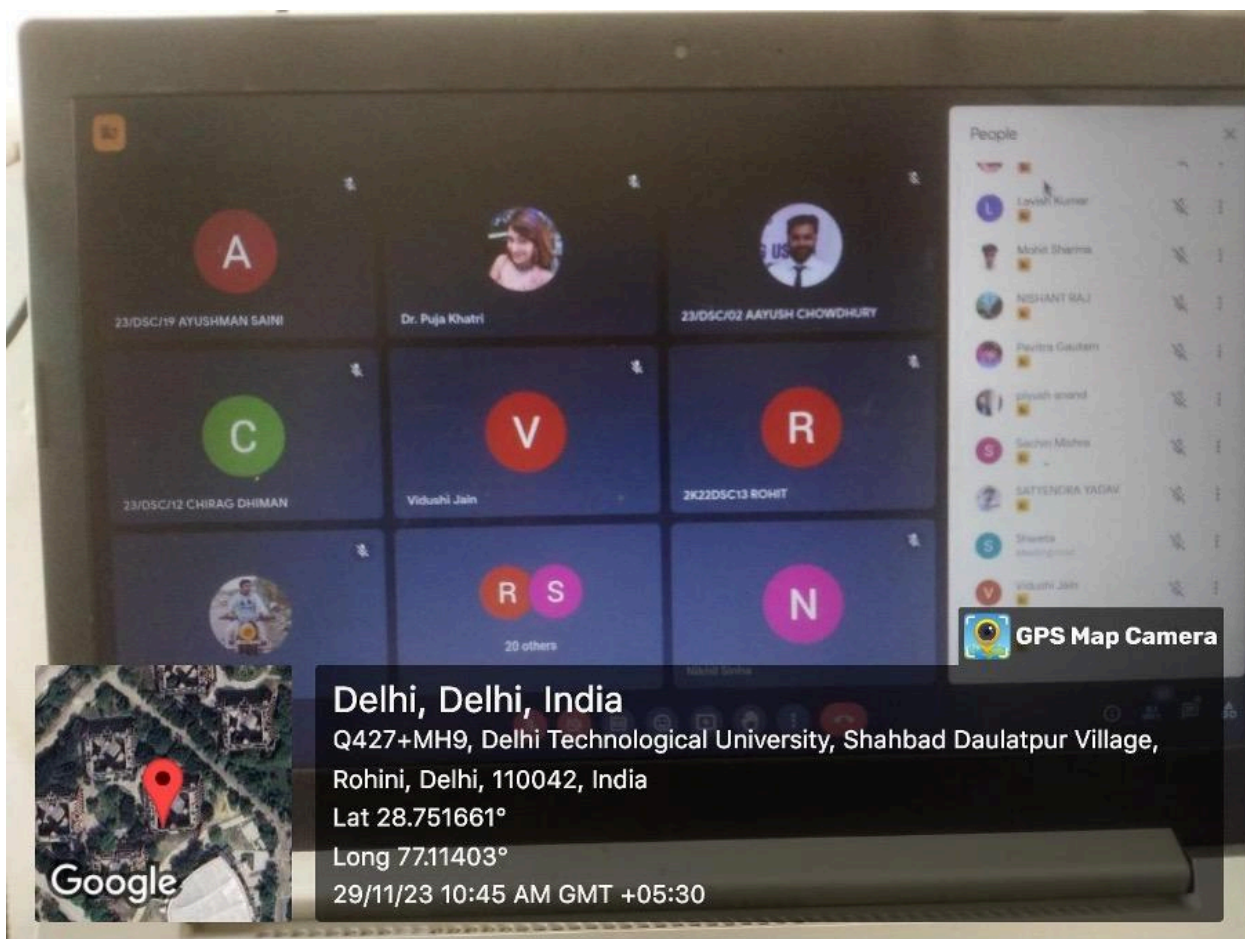 People
Lavish Kumar
Mohit Sharma
NISHANT RAJ
Pavitra Gautam
piyush anand
Sachin Mishra
SATYENDRA YADAV
Shweta
Vidushi Jain
A
23/DSC/19 AYUSHMAN SAINI
Dr. Puja Khatri
G US
23/DSC/02 AAYUSH CHOWDHURY
C
23/DSC/12 CHIRAG DHIMAN
V
Vidushi Jain
R
2K22DSC13 ROHIT
R S
20 others
N
Nikhil Sinha
L
S
S
V
GPS Map Camera
Google
Delhi, Delhi, India
Q427+MH9, Delhi Technological University, Shahbad Daulatpur Village,
Rohini, Delhi, 110042, India
Lat 28.751661°
Long 77.11403°
29/11/23 10:45 AM GMT +05:30